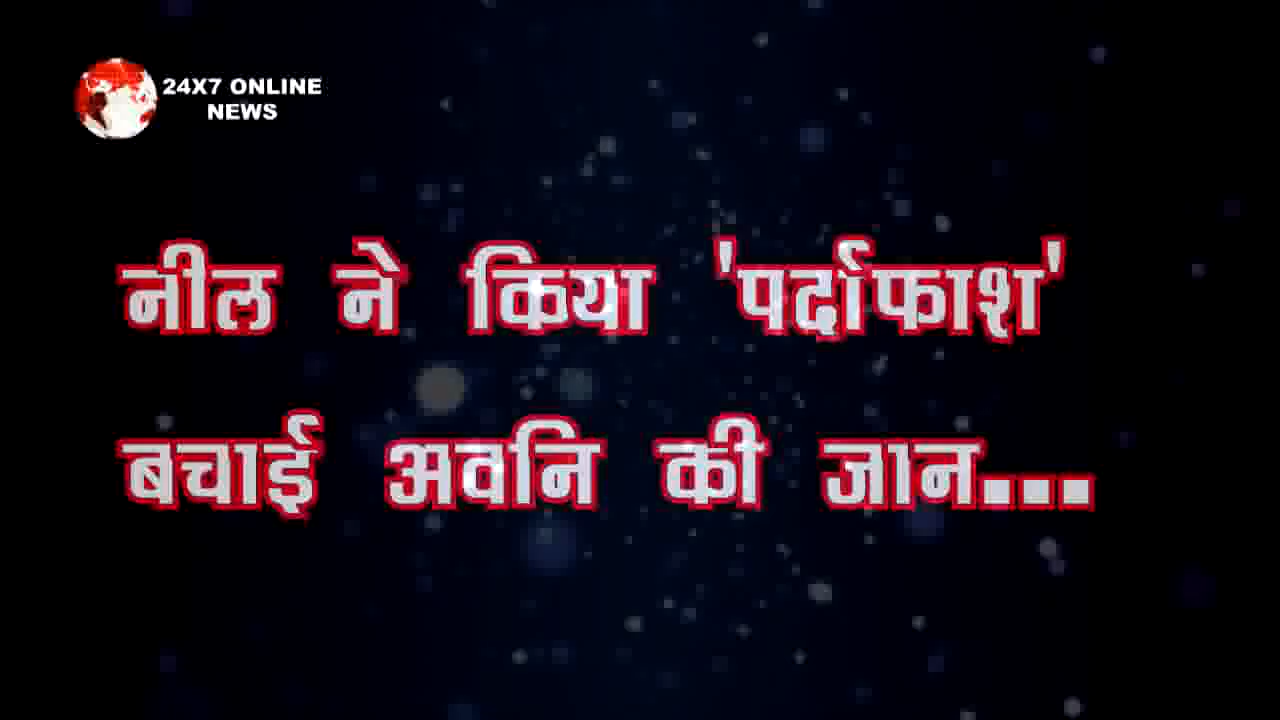 24X7 ONLINE
NEWS
नील ने किया 'पर्दाफाश'
बचाई अवनि की जान...